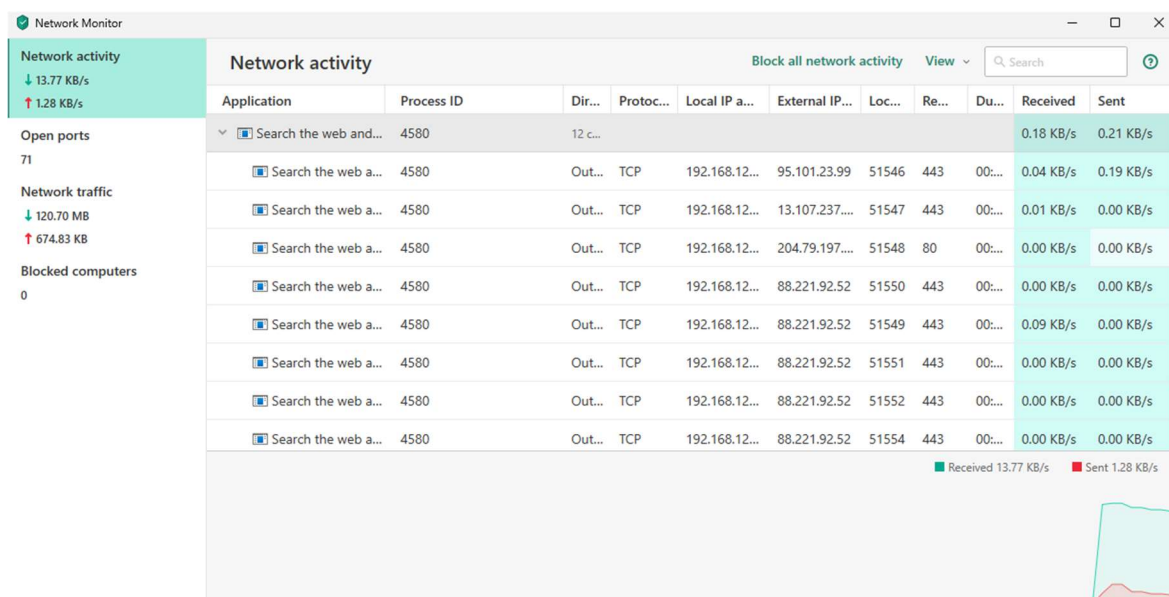 Network Monitor
Network activity
↓ 13.77 KB/s
↑ 1.28 KB/s
Open ports
71
Network traffic
↓ 120.70 MB
↑ 674.83 KB
Blocked computers
0
Network activity Block all network activity View Search
Application Process ID Dir... Protoc... Local IP a... External IP... Loc... Re... Du... Received Sent
Search the web and... 4580 12 c... 0.18 KB/s 0.21 KB/s
Search the web a... 4580 Out... TCP 192.168.12... 95.101.23.99 51546 443 00:... 0.04 KB/s 0.19 KB/s
Search the web a... 4580 Out... TCP 192.168.12... 13.107.237.... 51547 443 00:... 0.01 KB/s 0.00 KB/s
Search the web a... 4580 Out... TCP 192.168.12... 204.79.197.... 51548 80 00:... 0.00 KB/s 0.00 KB/s
Search the web a... 4580 Out... TCP 192.168.12... 88.221.92.52 51550 443 00:... 0.00 KB/s 0.00 KB/s
Search the web a... 4580 Out... TCP 192.168.12... 88.221.92.52 51549 443 00:... 0.09 KB/s 0.00 KB/s
Search the web a... 4580 Out... TCP 192.168.12... 88.221.92.52 51551 443 00:... 0.00 KB/s 0.00 KB/s
Search the web a... 4580 Out... TCP 192.168.12... 88.221.92.52 51552 443 00:... 0.00 KB/s 0.00 KB/s
Search the web a... 4580 Out... TCP 192.168.12... 88.221.92.52 51554 443 00:... 0.00 KB/s 0.00 KB/s
Received 13.77 KB/s Sent 1.28 KB/s